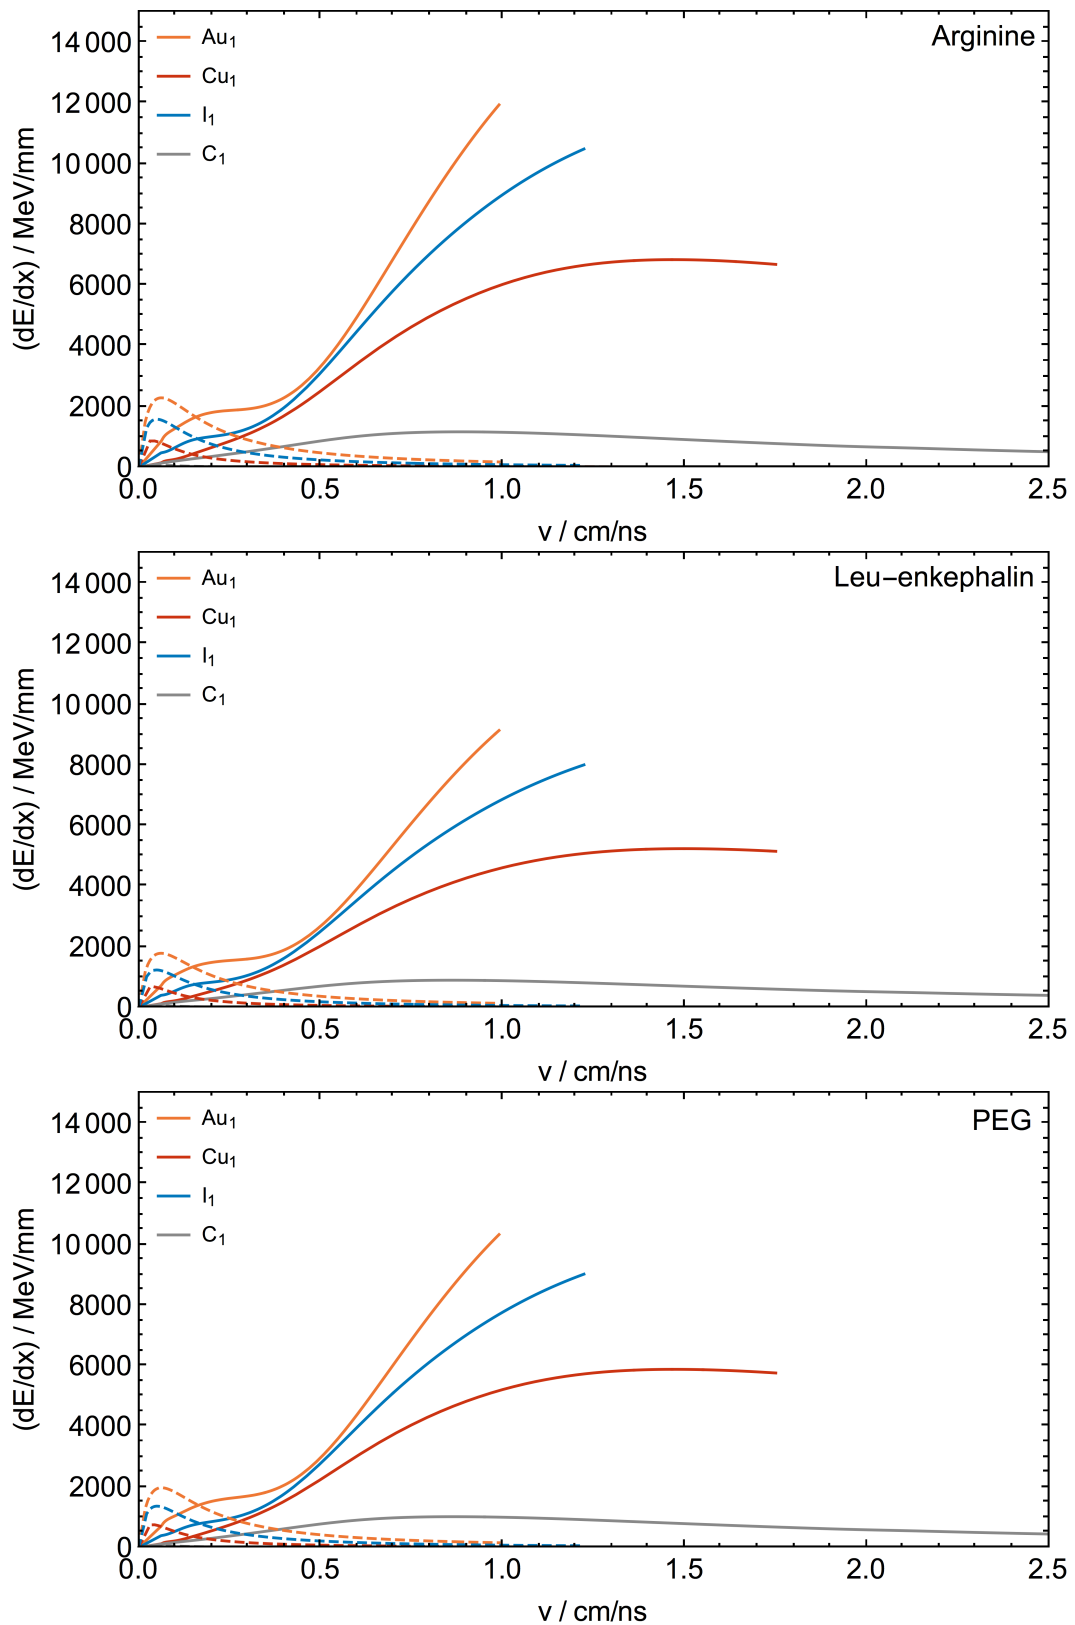 Arginine
Au1
Cu1
I1
C1
14 000
12 000
10 000
8000
6000
4000
2000
0
(dE/dx) / MeV/mm
0.0 0.5 1.0 1.5 2.0 2.5
v / cm/ns
Leu−enkephalin
Au1
Cu1
I1
C1
14 000
12 000
10 000
8000
6000
4000
2000
0
(dE/dx) / MeV/mm
0.0 0.5 1.0 1.5 2.0 2.5
v / cm/ns
PEG
Au1
Cu1
I1
C1
14 000
12 000
10 000
8000
6000
4000
2000
0
(dE/dx) / MeV/mm
0.0 0.5 1.0 1.5 2.0 2.5
v / cm/ns